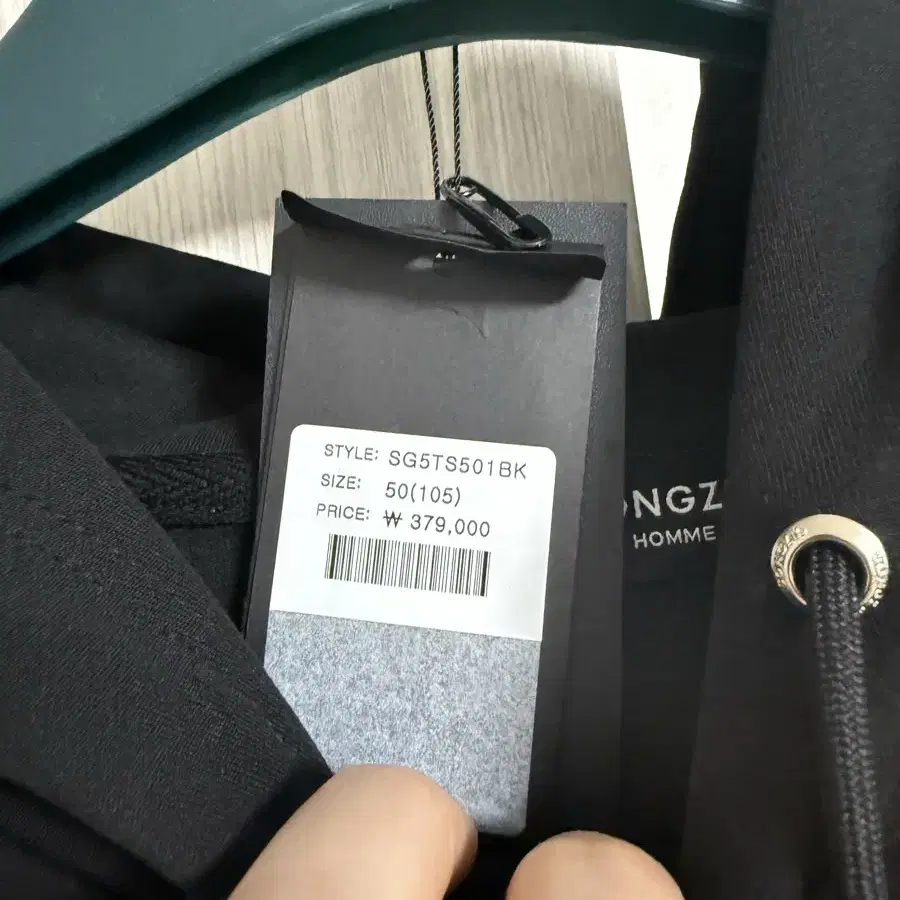 STYLE: SG5TS501BK
SIZE: 50(105)
PRICE: ₩ 379,000
ONGZ
HOMME